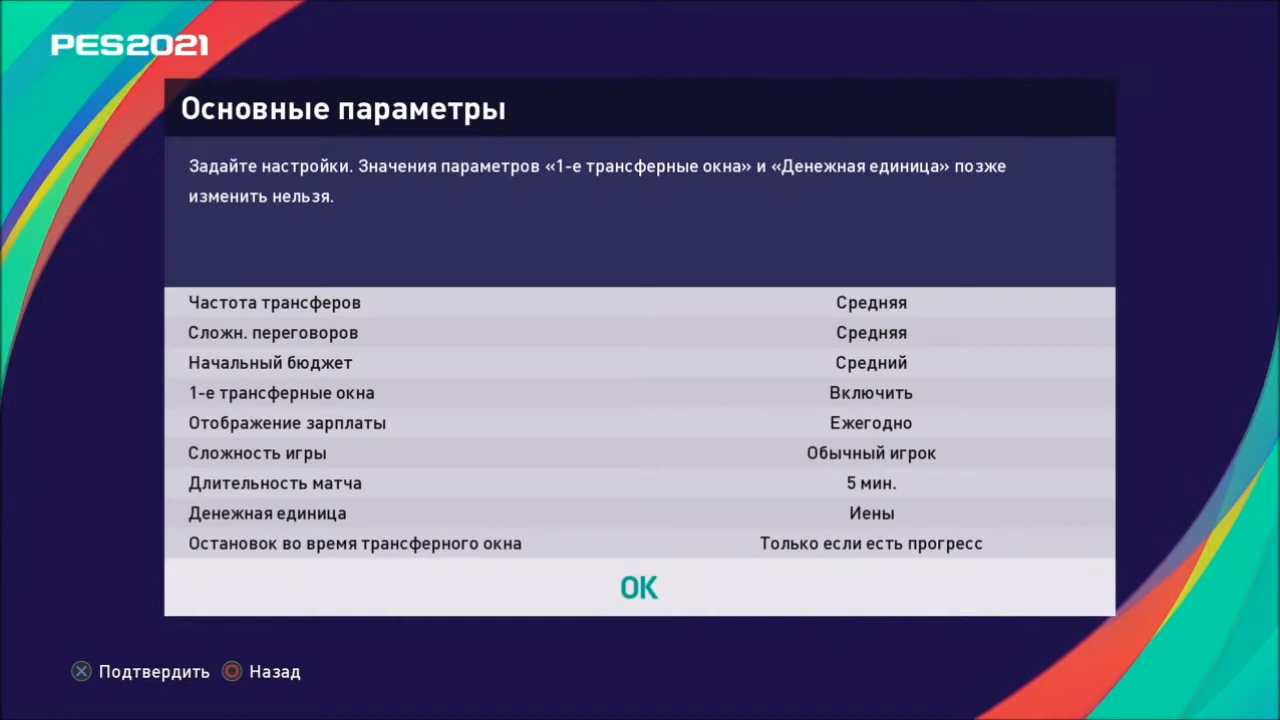 PES2021
Основные параметры
Задайте настройки. Значения параметров «1-е трансферные окна» и «Денежная единица» позже
изменить нельзя.
Частота трансферов Средняя
Сложн. переговоров Средняя
Начальный бюджет Средний
1-е трансферные окна Включить
Отображение зарплаты Ежегодно
Сложность игры Обычный игрок
Длительность матча 5 мин.
Денежная единица Иены
Остановок во время трансферного окна Только если есть прогресс
OK
Подтвердить Назад